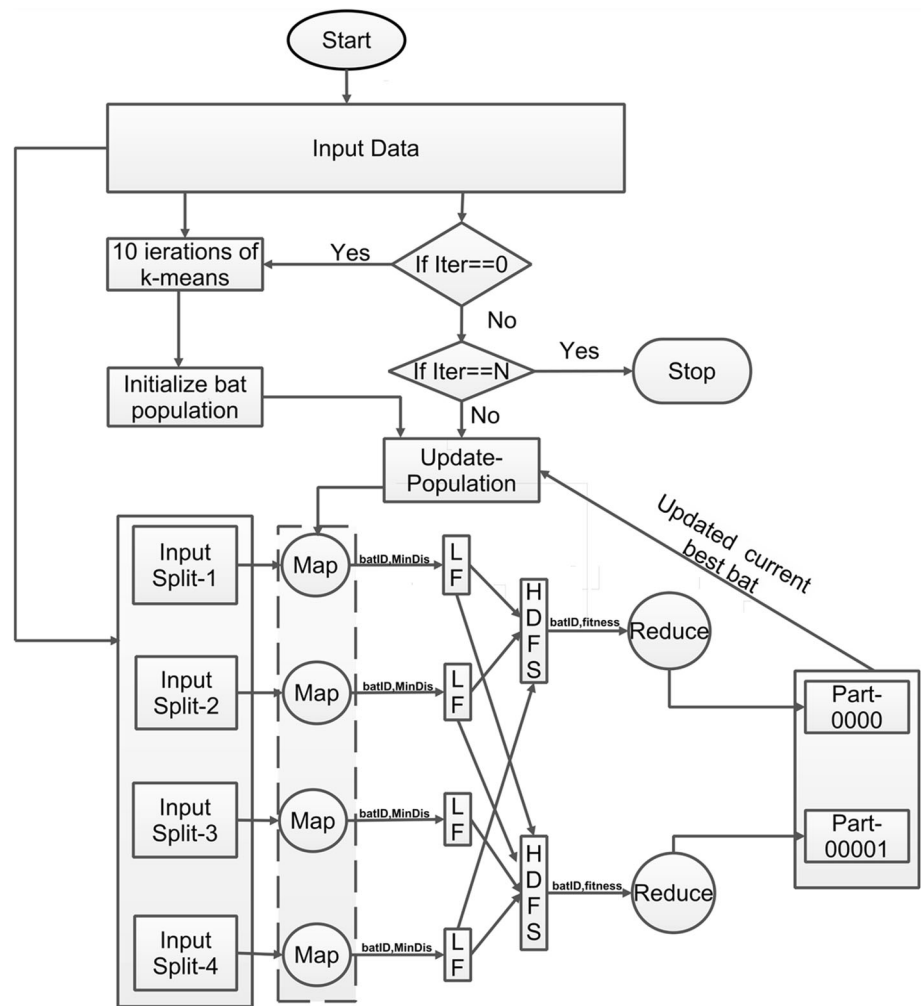 Start
Input Data
10 ierations of
k-means
Yes
If Iter==0
No
Initialize bat
population
If Iter==N
Yes
Stop
No
Update-
Population
Updated current
best bat
Input
Split-1
Map
batID,MinDis
L
F
H
D
F
S
batID,fitness
Reduce
Input
Split-2
Map
batID,MinDis
L
F
Part-
0000
Input
Split-3
Map
batID,MinDis
L
F
Part-
00001
H
D
F
S
batID,fitness
Reduce
Input
Split-4
Map
batID,MinDis
L
F